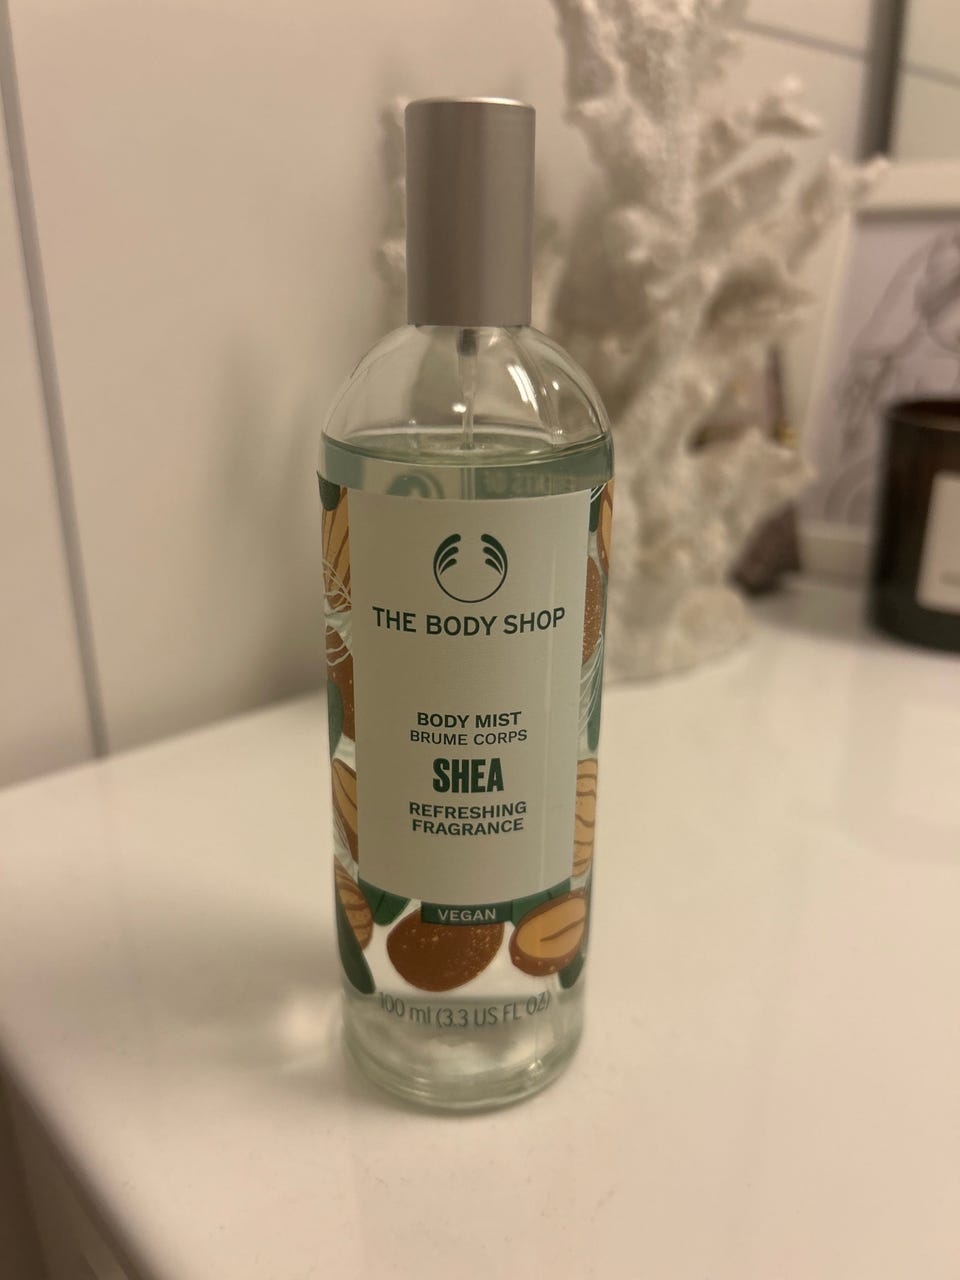 THE BODY SHOP
BODY MIST
BRUME CORPS
SHEA
REFRESHING
FRAGRANCE
VEGAN
100 ml (3.3 US FL OZ)